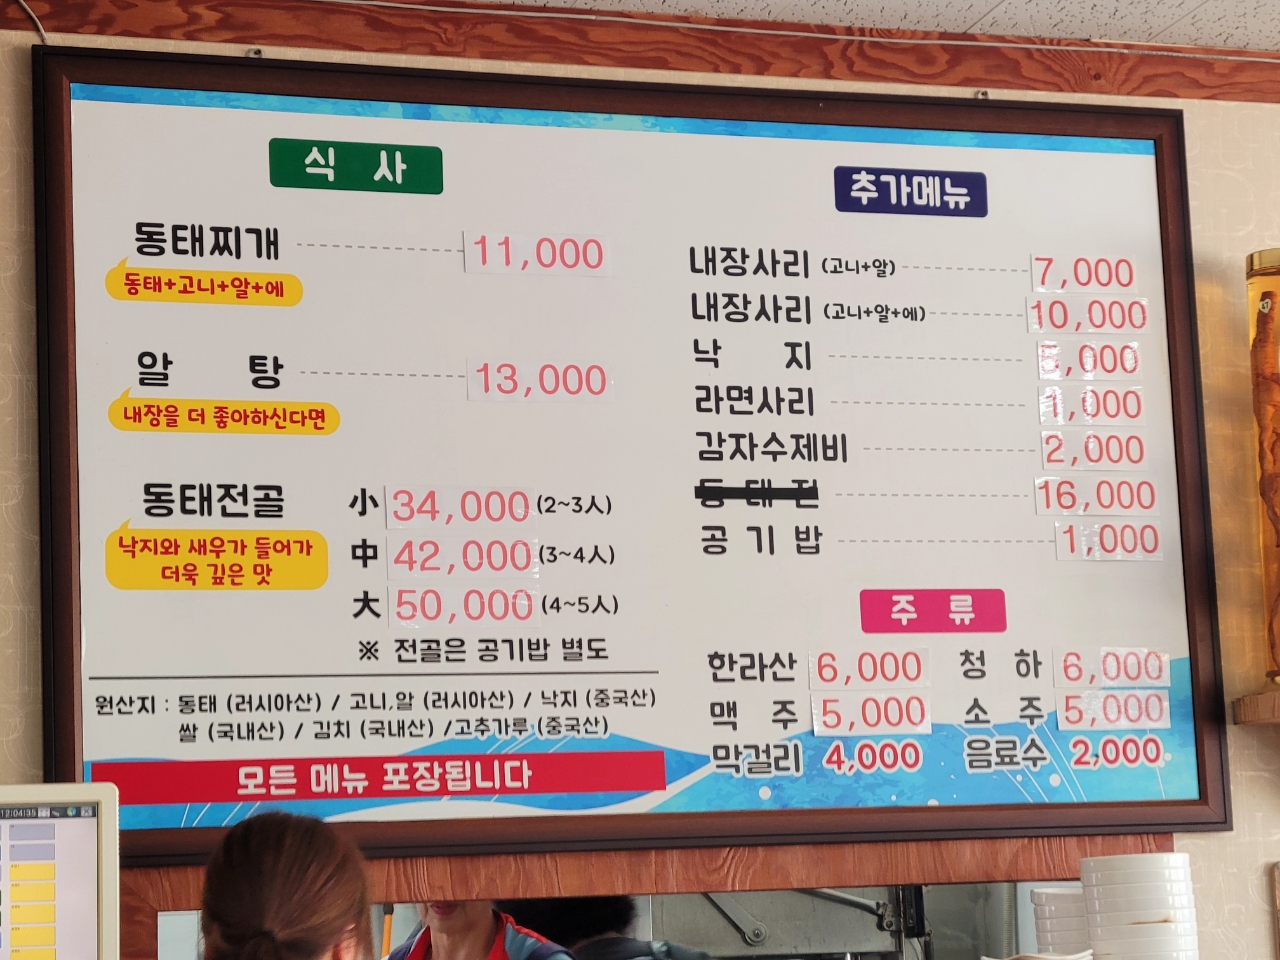 식 사
동태찌개 11,000
동태+고니+알+에
알 탕 13,000
내장을 더 좋아하신다면
동태전골 小 34,000 (2~3人)
中 42,000 (3~4人)
大 50,000 (4~5人)
낙지와 새우가 들어가
더욱 깊은 맛
※ 전골은 공기밥 별도
원산지 : 동태 (러시아산) / 고니,알 (러시아산) / 낙지 (중국산)
쌀 (국내산) / 김치 (국내산) /고추가루 (중국산)
모든 메뉴 포장됩니다
추가메뉴
내장사리 (고니+알) 7,000
내장사리 (고니+알+에) 10,000
낙 지 ,000
라면사리 1,000
감자수제비 2,000
동 태 전 16,000
공 기 밥 1,000
주 류
한라산 6,000 청 하 6,000
맥 주 5,000 소 주 5,000
막걸리 4,000 음료수 2,000
12:04:35